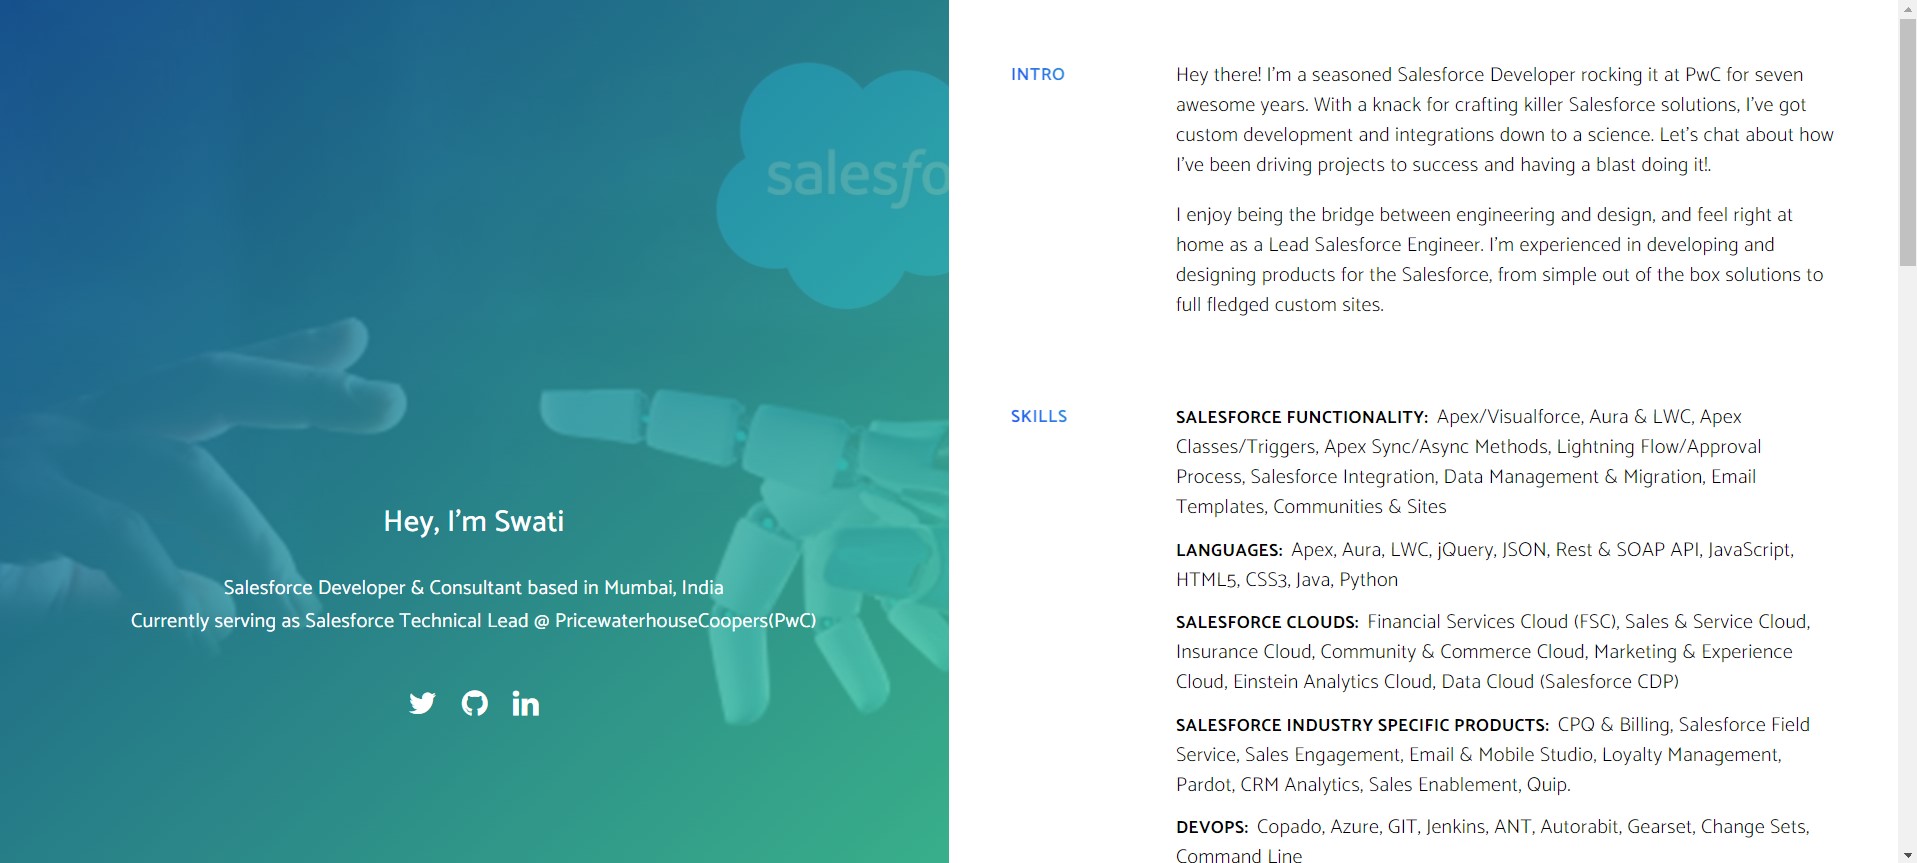 salesfo
Hey, I'm Swati
Salesforce Developer & Consultant based in Mumbai, India
Currently serving as Salesforce Technical Lead @ PricewaterhouseCoopers(PwC)
in
INTRO
Hey there! I'm a seasoned Salesforce Developer rocking it at PwC for seven
awesome years. With a knack for crafting killer Salesforce solutions, I've got
custom development and integrations down to a science. Let's chat about how
I've been driving projects to success and having a blast doing it!.
I enjoy being the bridge between engineering and design, and feel right at
home as a Lead Salesforce Engineer. I'm experienced in developing and
designing products for the Salesforce, from simple out of the box solutions to
full fledged custom sites.
SKILLS
SALESFORCE FUNCTIONALITY: Apex/Visualforce, Aura & LWC, Apex
Classes/Triggers, Apex Sync/Async Methods, Lightning Flow/Approval
Process, Salesforce Integration, Data Management & Migration, Email
Templates, Communities & Sites
LANGUAGES: Apex, Aura, LWC, jQuery, JSON, Rest & SOAP API, JavaScript,
HTML5, CSS3, Java, Python
SALESFORCE CLOUDS: Financial Services Cloud (FSC), Sales & Service Cloud,
Insurance Cloud, Community & Commerce Cloud, Marketing & Experience
Cloud, Einstein Analytics Cloud, Data Cloud (Salesforce CDP)
SALESFORCE INDUSTRY SPECIFIC PRODUCTS: CPQ & Billing, Salesforce Field
Service, Sales Engagement, Email & Mobile Studio, Loyalty Management,
Pardot, CRM Analytics, Sales Enablement, Quip.
DEVOPS: Copado, Azure, GIT, Jenkins, ANT, Autorabit, Gearset, Change Sets,
Command Line